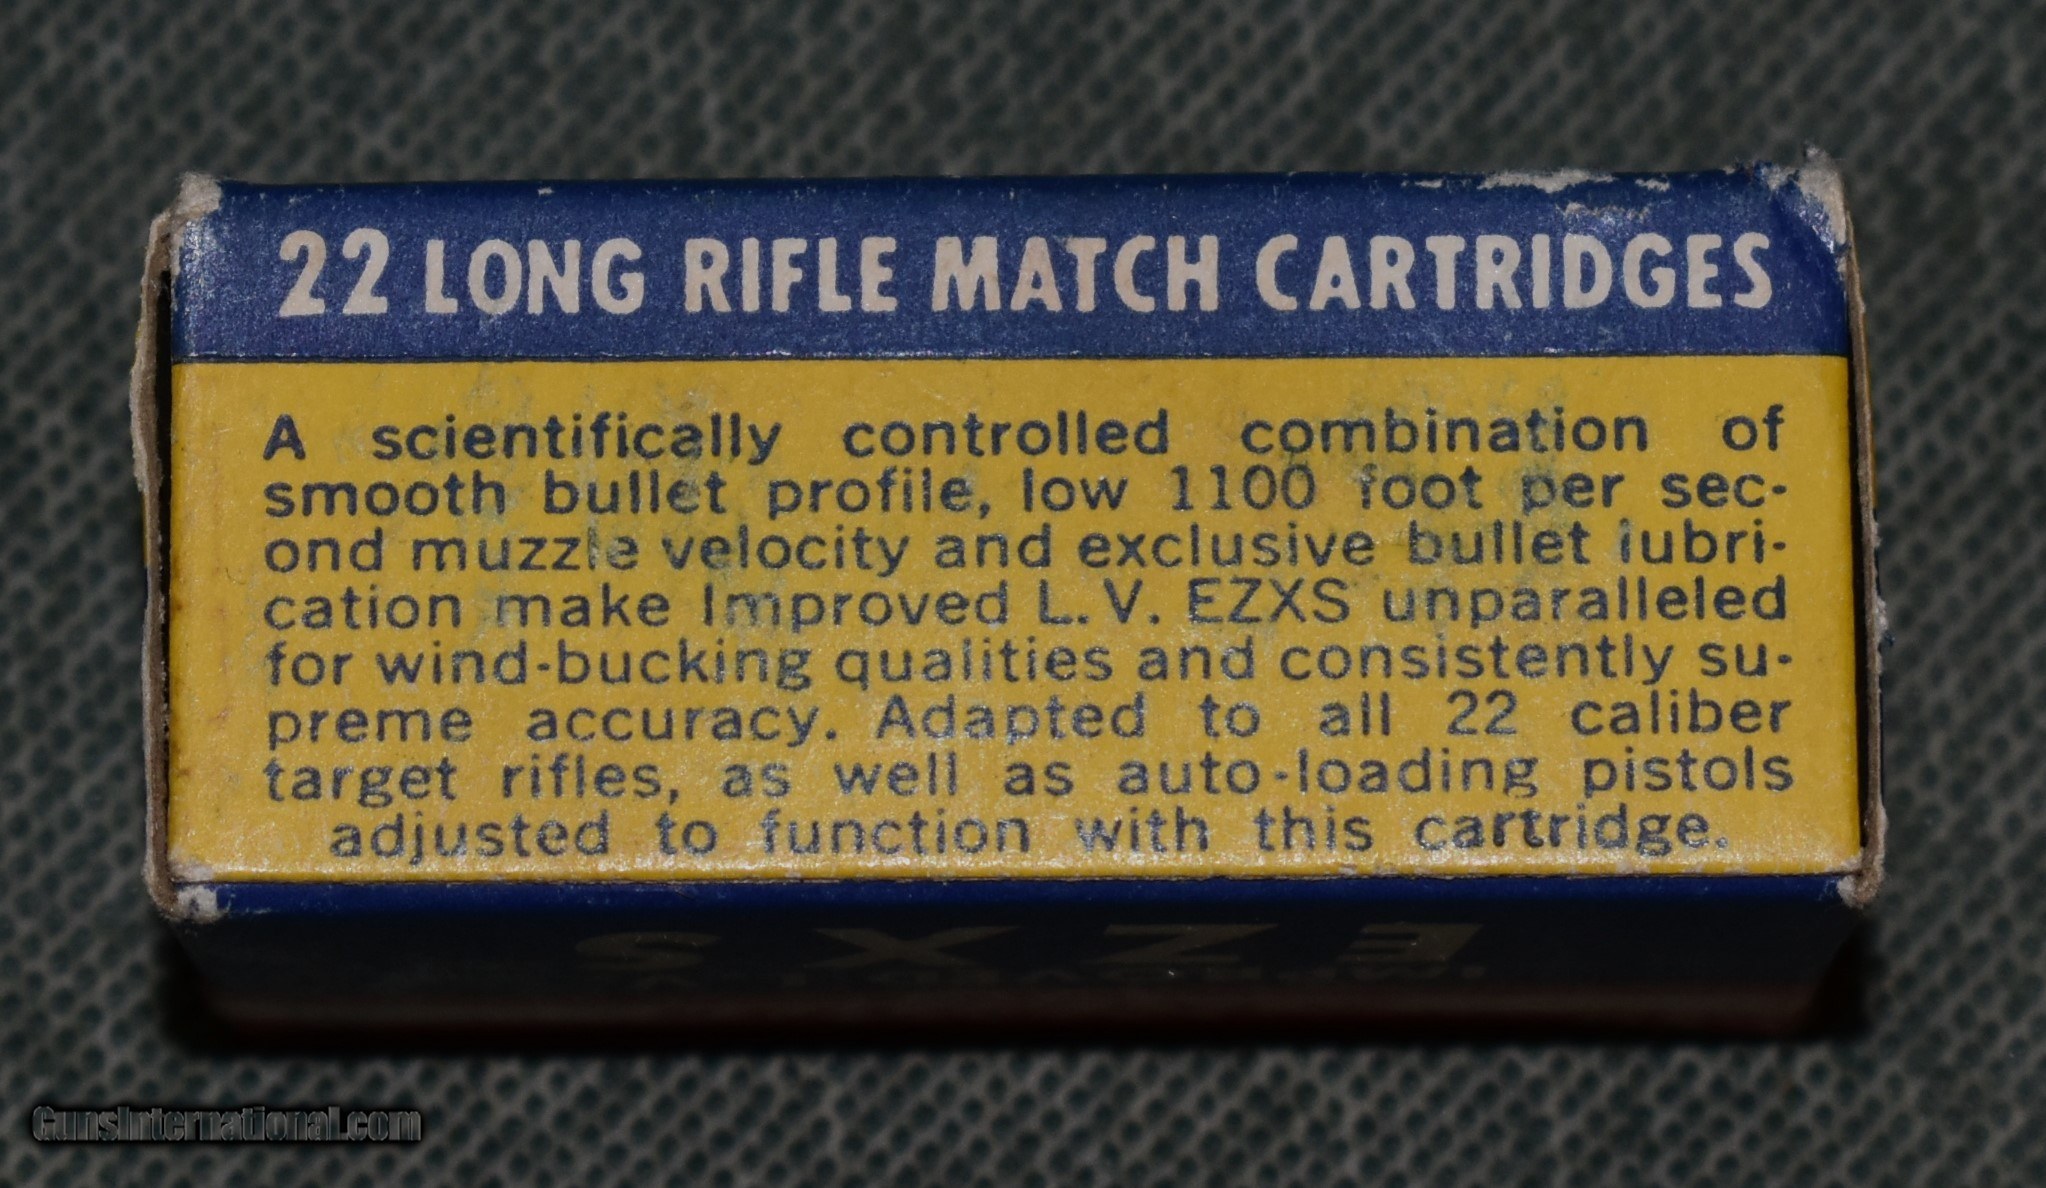 22 LONG RIFLE MATCH CARTRIDGES
A scientifically controlled combination of
smooth bullet profile, low 1100 foot per sec-
ond muzzle velocity and exclusive bullet lubri-
cation make Improved L. V. EZXS unparalleled
for wind-bucking qualities and consistently su-
preme accuracy. Adapted to all 22 caliber
target rifles, as well as auto-loading pistols
adjusted to function with this cartridge.
EZXS
GunsInternational.com